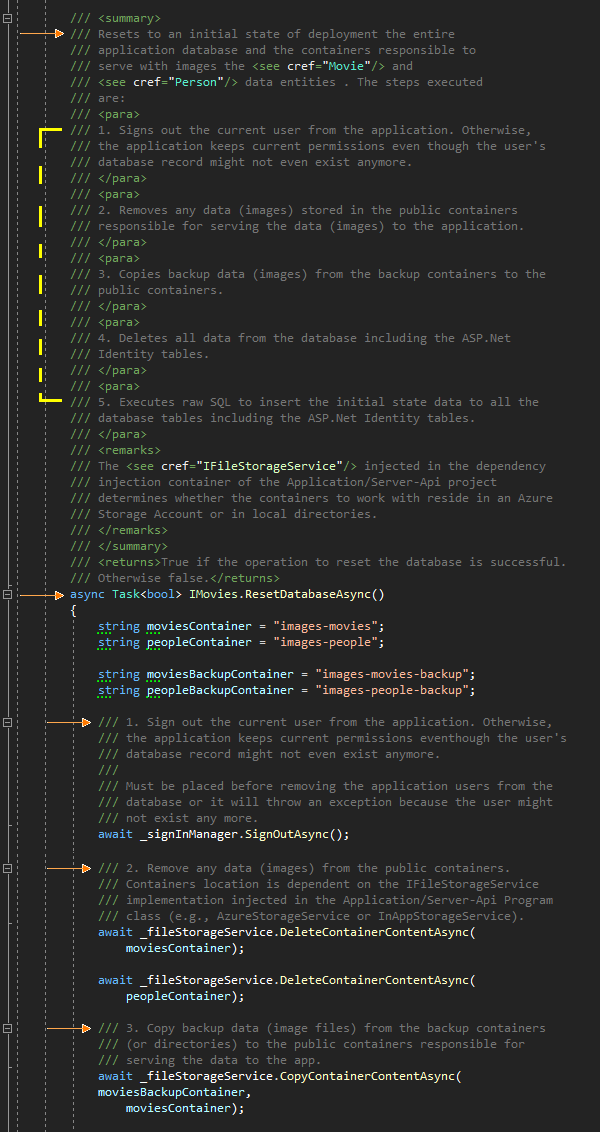 /// <summary>
/// Resets to an initial state of deployment the entire
/// application database and the containers responsible to
/// serve with images the <see cref="Movie"/> and
/// <see cref="Person"/> data entities . The steps executed
/// are:
/// <para>
/// 1. Signs out the current user from the application. Otherwise,
/// the application keeps current permissions even though the user's
/// database record might not even exist anymore.
/// </para>
/// <para>
/// 2. Removes any data (images) stored in the public containers
/// responsible for serving the data (images) to the application.
/// </para>
/// <para>
/// 3. Copies backup data (images) from the backup containers to the
/// public containers.
/// </para>
/// <para>
/// 4. Deletes all data from the database including the ASP.Net
/// Identity tables.
/// </para>
/// <para>
/// 5. Executes raw SQL to insert the initial state data to all the
/// database tables including the ASP.Net Identity tables.
/// </para>
/// <remarks>
/// The <see cref="IFileStorageService"/> injected in the dependency
/// injection container of the Application/Server-Api project
/// determines whether the containers to work with reside in an Azure
/// Storage Account or in local directories.
/// </remarks>
/// </summary>
/// <returns>True if the operation to reset the database is successful.
/// Otherwise false.</returns>
async Task<bool> IMovies.ResetDatabaseAsync()
{
string moviesContainer = "images-movies";
string peopleContainer = "images-people";
string moviesBackupContainer = "images-movies-backup";
string peopleBackupContainer = "images-people-backup";
/// 1. Sign out the current user from the application. Otherwise,
/// the application keeps current permissions eventhough the user's
/// database record might not even exist anymore.
///
/// Must be placed before removing the application users from the
/// database or it will throw an exception because the user might
/// not exist any more.
await _signInManager.SignOutAsync();
/// 2. Remove any data (images) from the public containers.
/// Containers location is dependent on the IFileStorageService
/// implementation injected in the Application/Server-Api Program
/// class (e.g., AzureStorageService or InAppStorageService).
await _fileStorageService.DeleteContainerContentAsync(
moviesContainer);
await _fileStorageService.DeleteContainerContentAsync(
peopleContainer);
/// 3. Copy backup data (image files) from the backup containers
/// (or directories) to the public containers responsible for
/// serving the data to the app.
await _fileStorageService.CopyContainerContentAsync(
moviesBackupContainer,
moviesContainer);